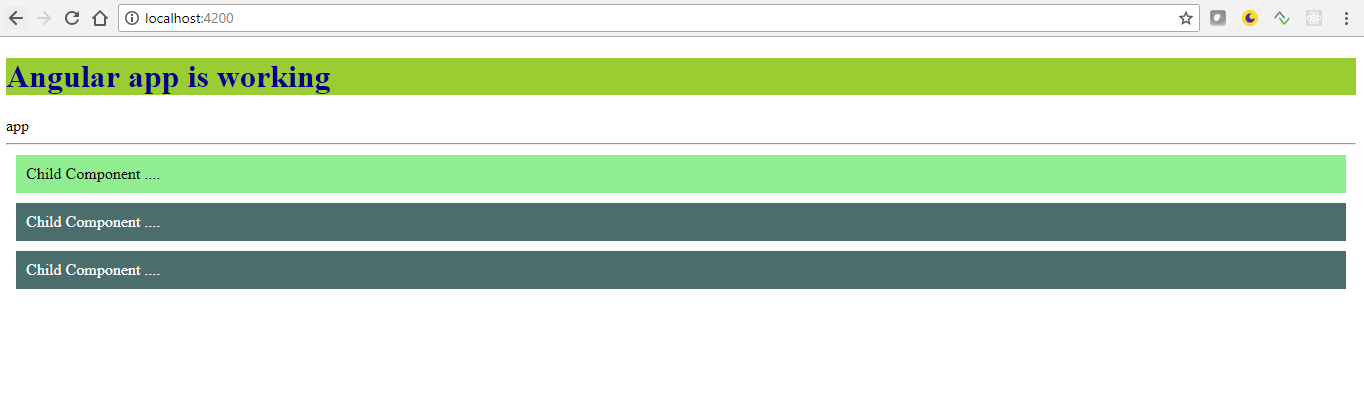 localhost:4200
Angular app is working
app
Child Component ....
Child Component ....
Child Component ....